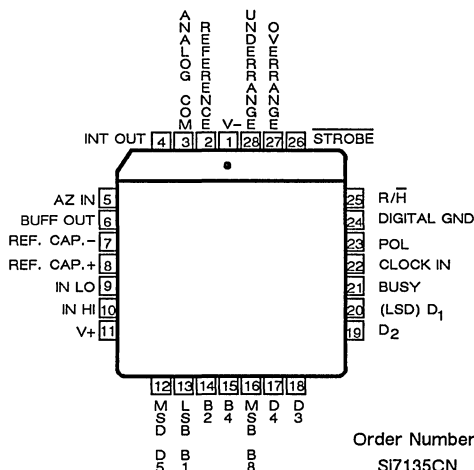 ANALOG COM
REFERENCE
V-
UNDERRANGE
OVERRANGE
INT OUT 4 3 2 1 28 27 26 STROBE
AZ IN 5
BUFF OUT 6
REF. CAP.- 7
REF. CAP.+ 8
IN LO 9
IN HI 10
V+ 11
25 R/H
24 DIGITAL GND
23 POL
22 CLOCK IN
21 BUSY
20 (LSD) D1
19 D2
12 13 14 15 16 17 18
MSD D5
LSB B1
B2
B4
MSB B8
D4
D3
Order Number
Si7135CN